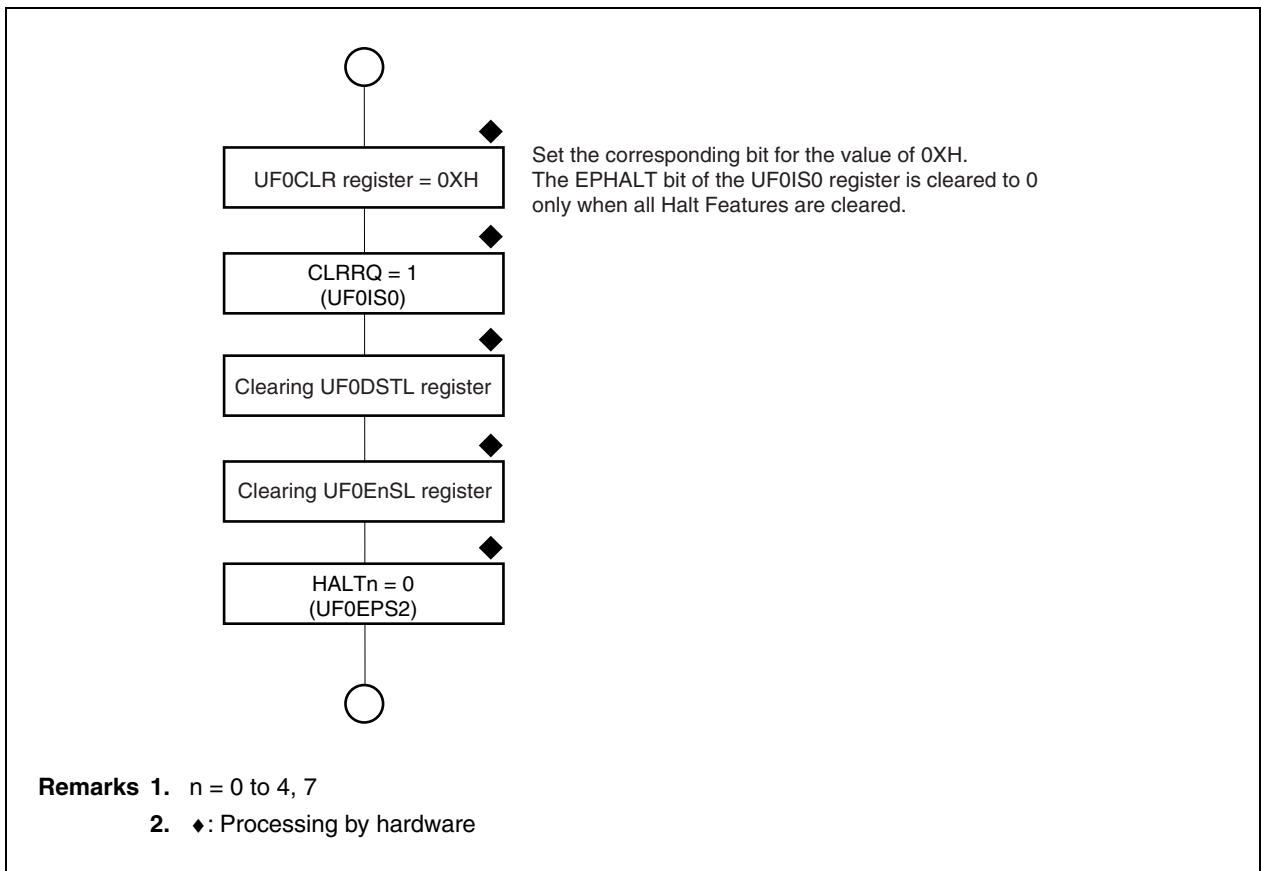 UF0CLR register = 0XH
Set the corresponding bit for the value of 0XH.
The EPHALT bit of the UF0IS0 register is cleared to 0
only when all Halt Features are cleared.
CLRRQ = 1
(UF0IS0)
Clearing UF0DSTL register
Clearing UF0EnSL register
HALTn = 0
(UF0EPS2)
Remarks 1. n = 0 to 4, 7
2. ♦: Processing by hardware